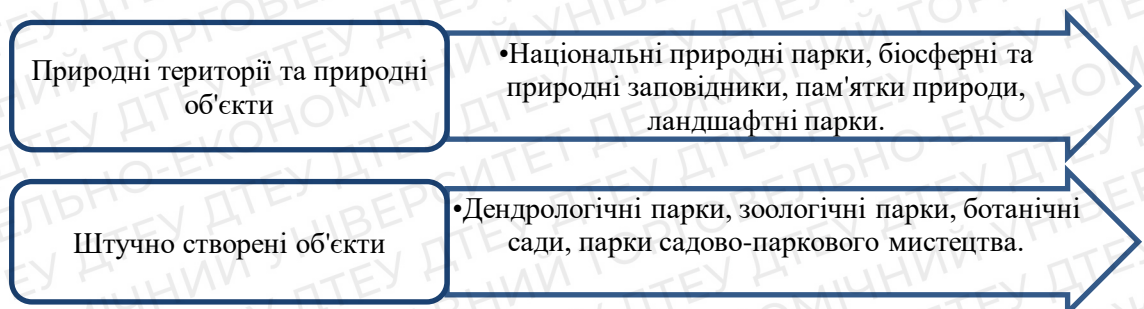 Природні території та природні
об'єкти
•Національні природні парки, біосферні та
природні заповідники, пам'ятки природи,
ландшафтні парки.
Штучно створені об'єкти
•Дендрологічні парки, зоологічні парки, ботанічні
сади, парки садово-паркового мистецтва.